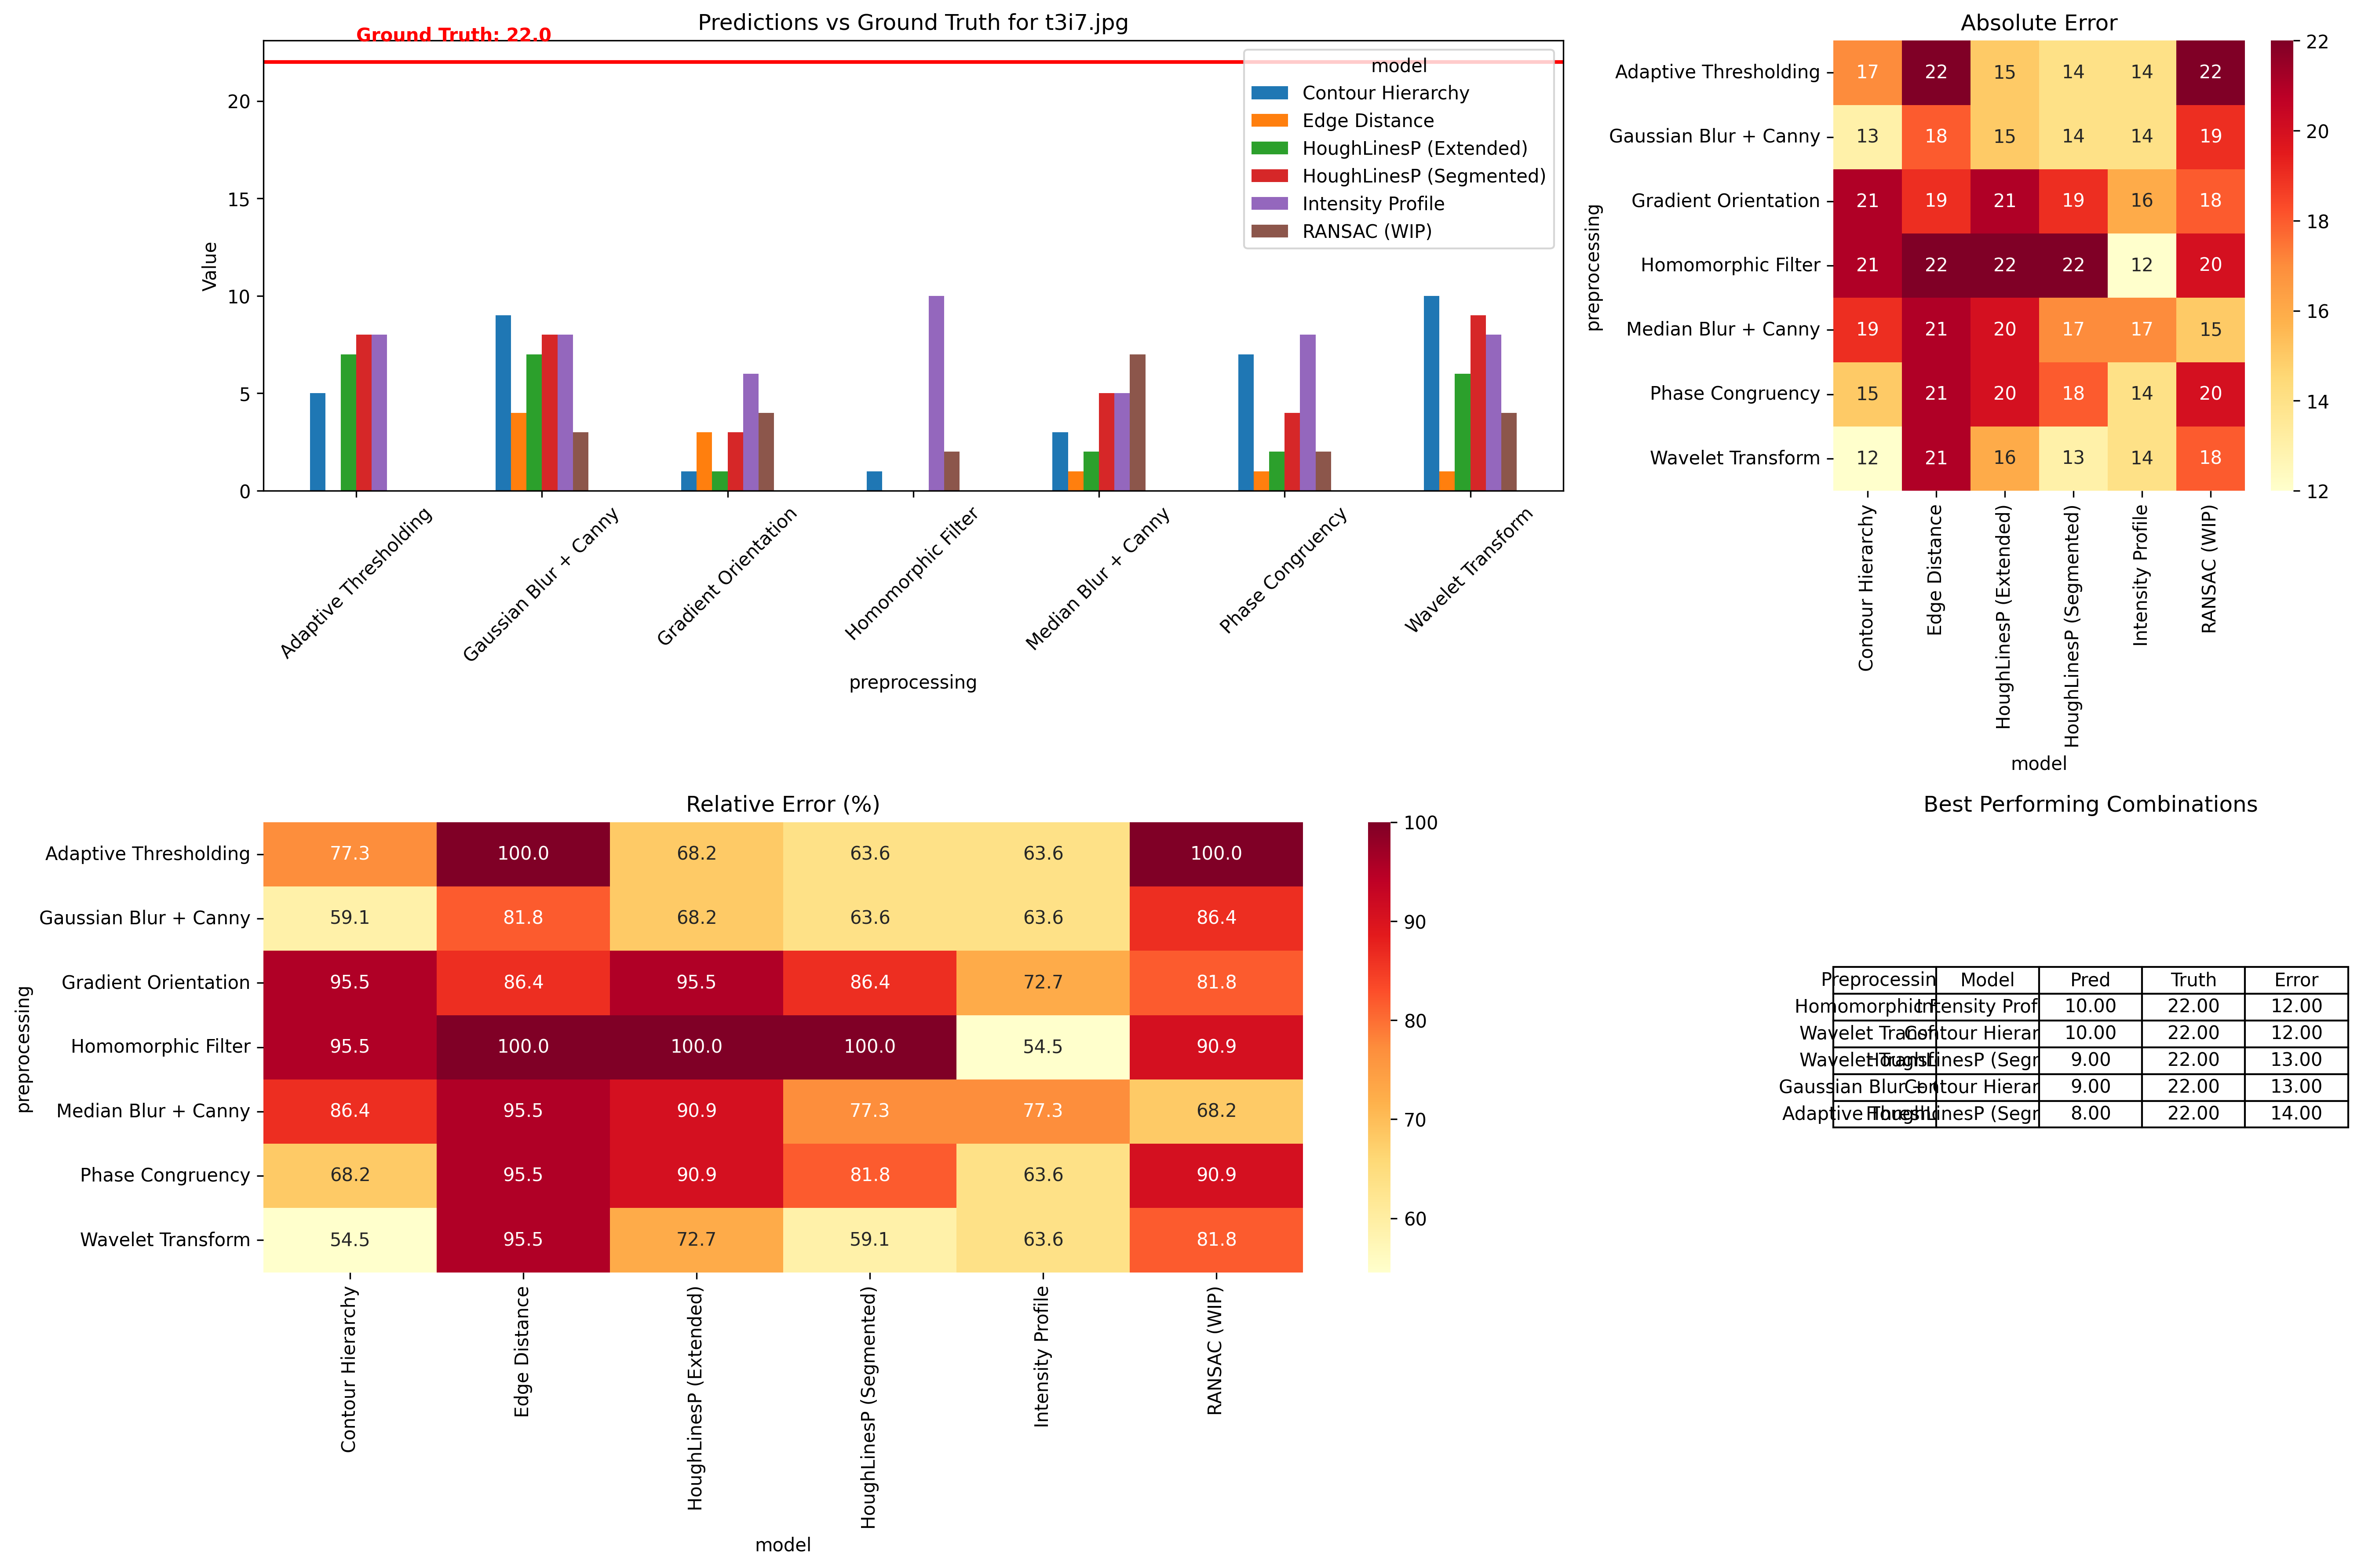 Predictions vs Ground Truth for t3i7.jpg
Ground Truth: 22.0
Value
20
15
10
5
0
model
Contour Hierarchy
Edge Distance
HoughLinesP (Extended)
HoughLinesP (Segmented)
Intensity Profile
RANSAC (WIP)
Adaptive Thresholding
Gaussian Blur + Canny
Gradient Orientation
Homomorphic Filter
Median Blur + Canny
Phase Congruency
Wavelet Transform
preprocessing
Absolute Error
preprocessing
Adaptive Thresholding 17 22 15 14 14 22
Gaussian Blur + Canny 13 18 15 14 14 19
Gradient Orientation 21 19 21 19 16 18
Homomorphic Filter 21 22 22 22 12 20
Median Blur + Canny 19 21 20 17 17 15
Phase Congruency 15 21 20 18 14 20
Wavelet Transform 12 21 16 13 14 18
Contour Hierarchy
Edge Distance
HoughLinesP (Extended)
HoughLinesP (Segmented)
Intensity Profile
RANSAC (WIP)
model
22
20
18
16
14
12
Relative Error (%)
preprocessing
Adaptive Thresholding 77.3 100.0 68.2 63.6 63.6 100.0
Gaussian Blur + Canny 59.1 81.8 68.2 63.6 63.6 86.4
Gradient Orientation 95.5 86.4 95.5 86.4 72.7 81.8
Homomorphic Filter 95.5 100.0 100.0 100.0 54.5 90.9
Median Blur + Canny 86.4 95.5 90.9 77.3 77.3 68.2
Phase Congruency 68.2 95.5 90.9 81.8 63.6 90.9
Wavelet Transform 54.5 95.5 72.7 59.1 63.6 81.8
Contour Hierarchy
Edge Distance
HoughLinesP (Extended)
HoughLinesP (Segmented)
Intensity Profile
RANSAC (WIP)
model
100
90
80
70
60
Best Performing Combinations
Preprocessin Model Pred Truth Error
Homomorphic Prof 10.00 22.00 12.00
Wavelet Hierar 10.00 22.00 12.00
Wavelet (Segr 9.00 22.00 13.00
Gaussian Blur Hierar 9.00 22.00 13.00
Adaptive (Segr 8.00 22.00 14.00